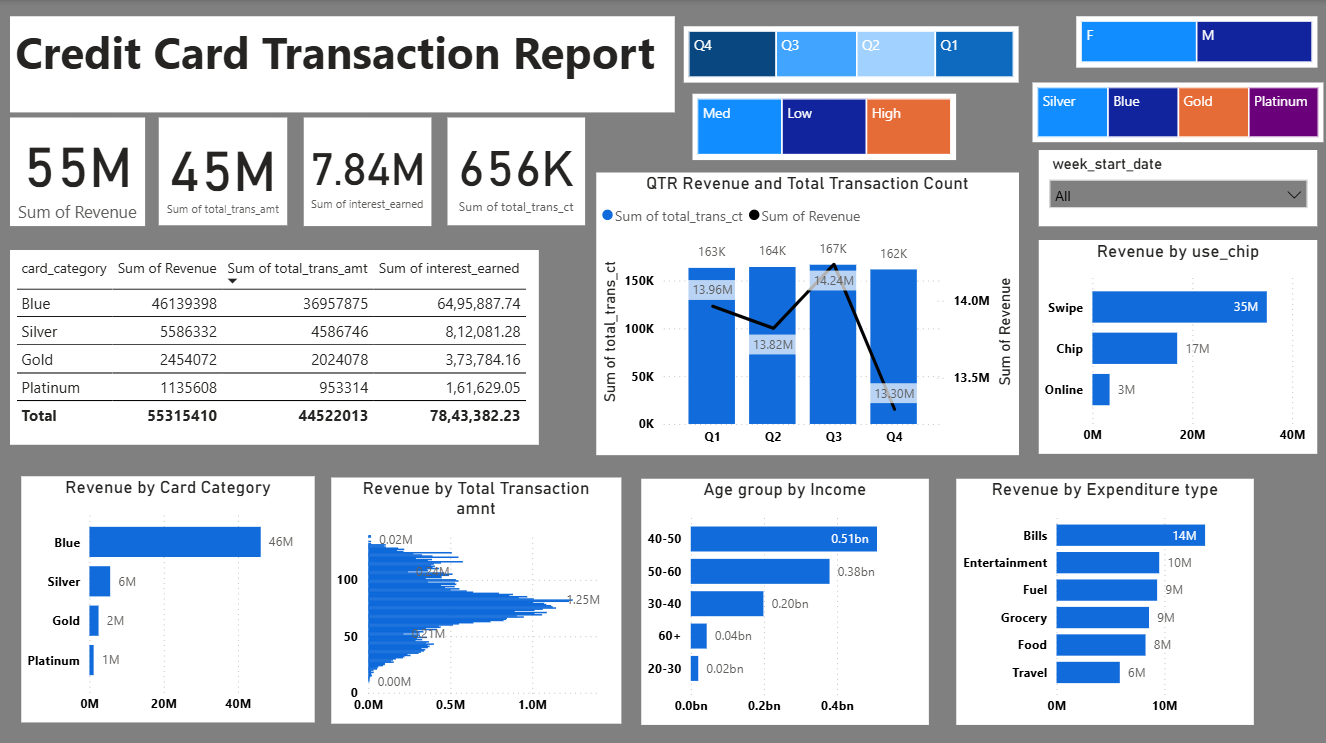 Credit Card Transaction Report
Q4 Q3 Q2 Q1
F M
Med Low High
Silver Blue Gold Platinum
week_start_date
All
55M
Sum of Revenue
45M
Sum of total_trans_amt
7.84M
Sum of interest_earned
656K
Sum of total_trans_ct
card_category Sum of Revenue Sum of total_trans_amt Sum of interest_earned
Blue 46139398 36957875 64,95,887.74
Silver 5586332 4586746 8,12,081.28
Gold 2454072 2024078 3,73,784.16
Platinum 1135608 953314 1,61,629.05
Total 55315410 44522013 78,43,382.23
QTR Revenue and Total Transaction Count
Sum of total_trans_ct Sum of Revenue
Sum of total_trans_ct
150K
100K
50K
0K
163K 164K 167K 162K
13.96M 13.82M 14.24M 13.30M
14.0M
13.5M
Sum of Revenue
Q1 Q2 Q3 Q4
Revenue by use_chip
Swipe 35M
Chip 17M
Online 3M
0M 20M 40M
Revenue by Card Category
Blue 46M
Silver 6M
Gold 2M
Platinum 1M
0M 20M 40M
Revenue by Total Transaction
amnt
0.02M
100
1.25M
50
0.00M
0
0.0M 0.5M 1.0M
Age group by Income
40-50 0.51bn
50-60 0.38bn
30-40 0.20bn
60+ 0.04bn
20-30 0.02bn
0.0bn 0.2bn 0.4bn
Revenue by Expenditure type
Bills 14M
Entertainment 10M
Fuel 9M
Grocery 9M
Food 8M
Travel 6M
0M 10M